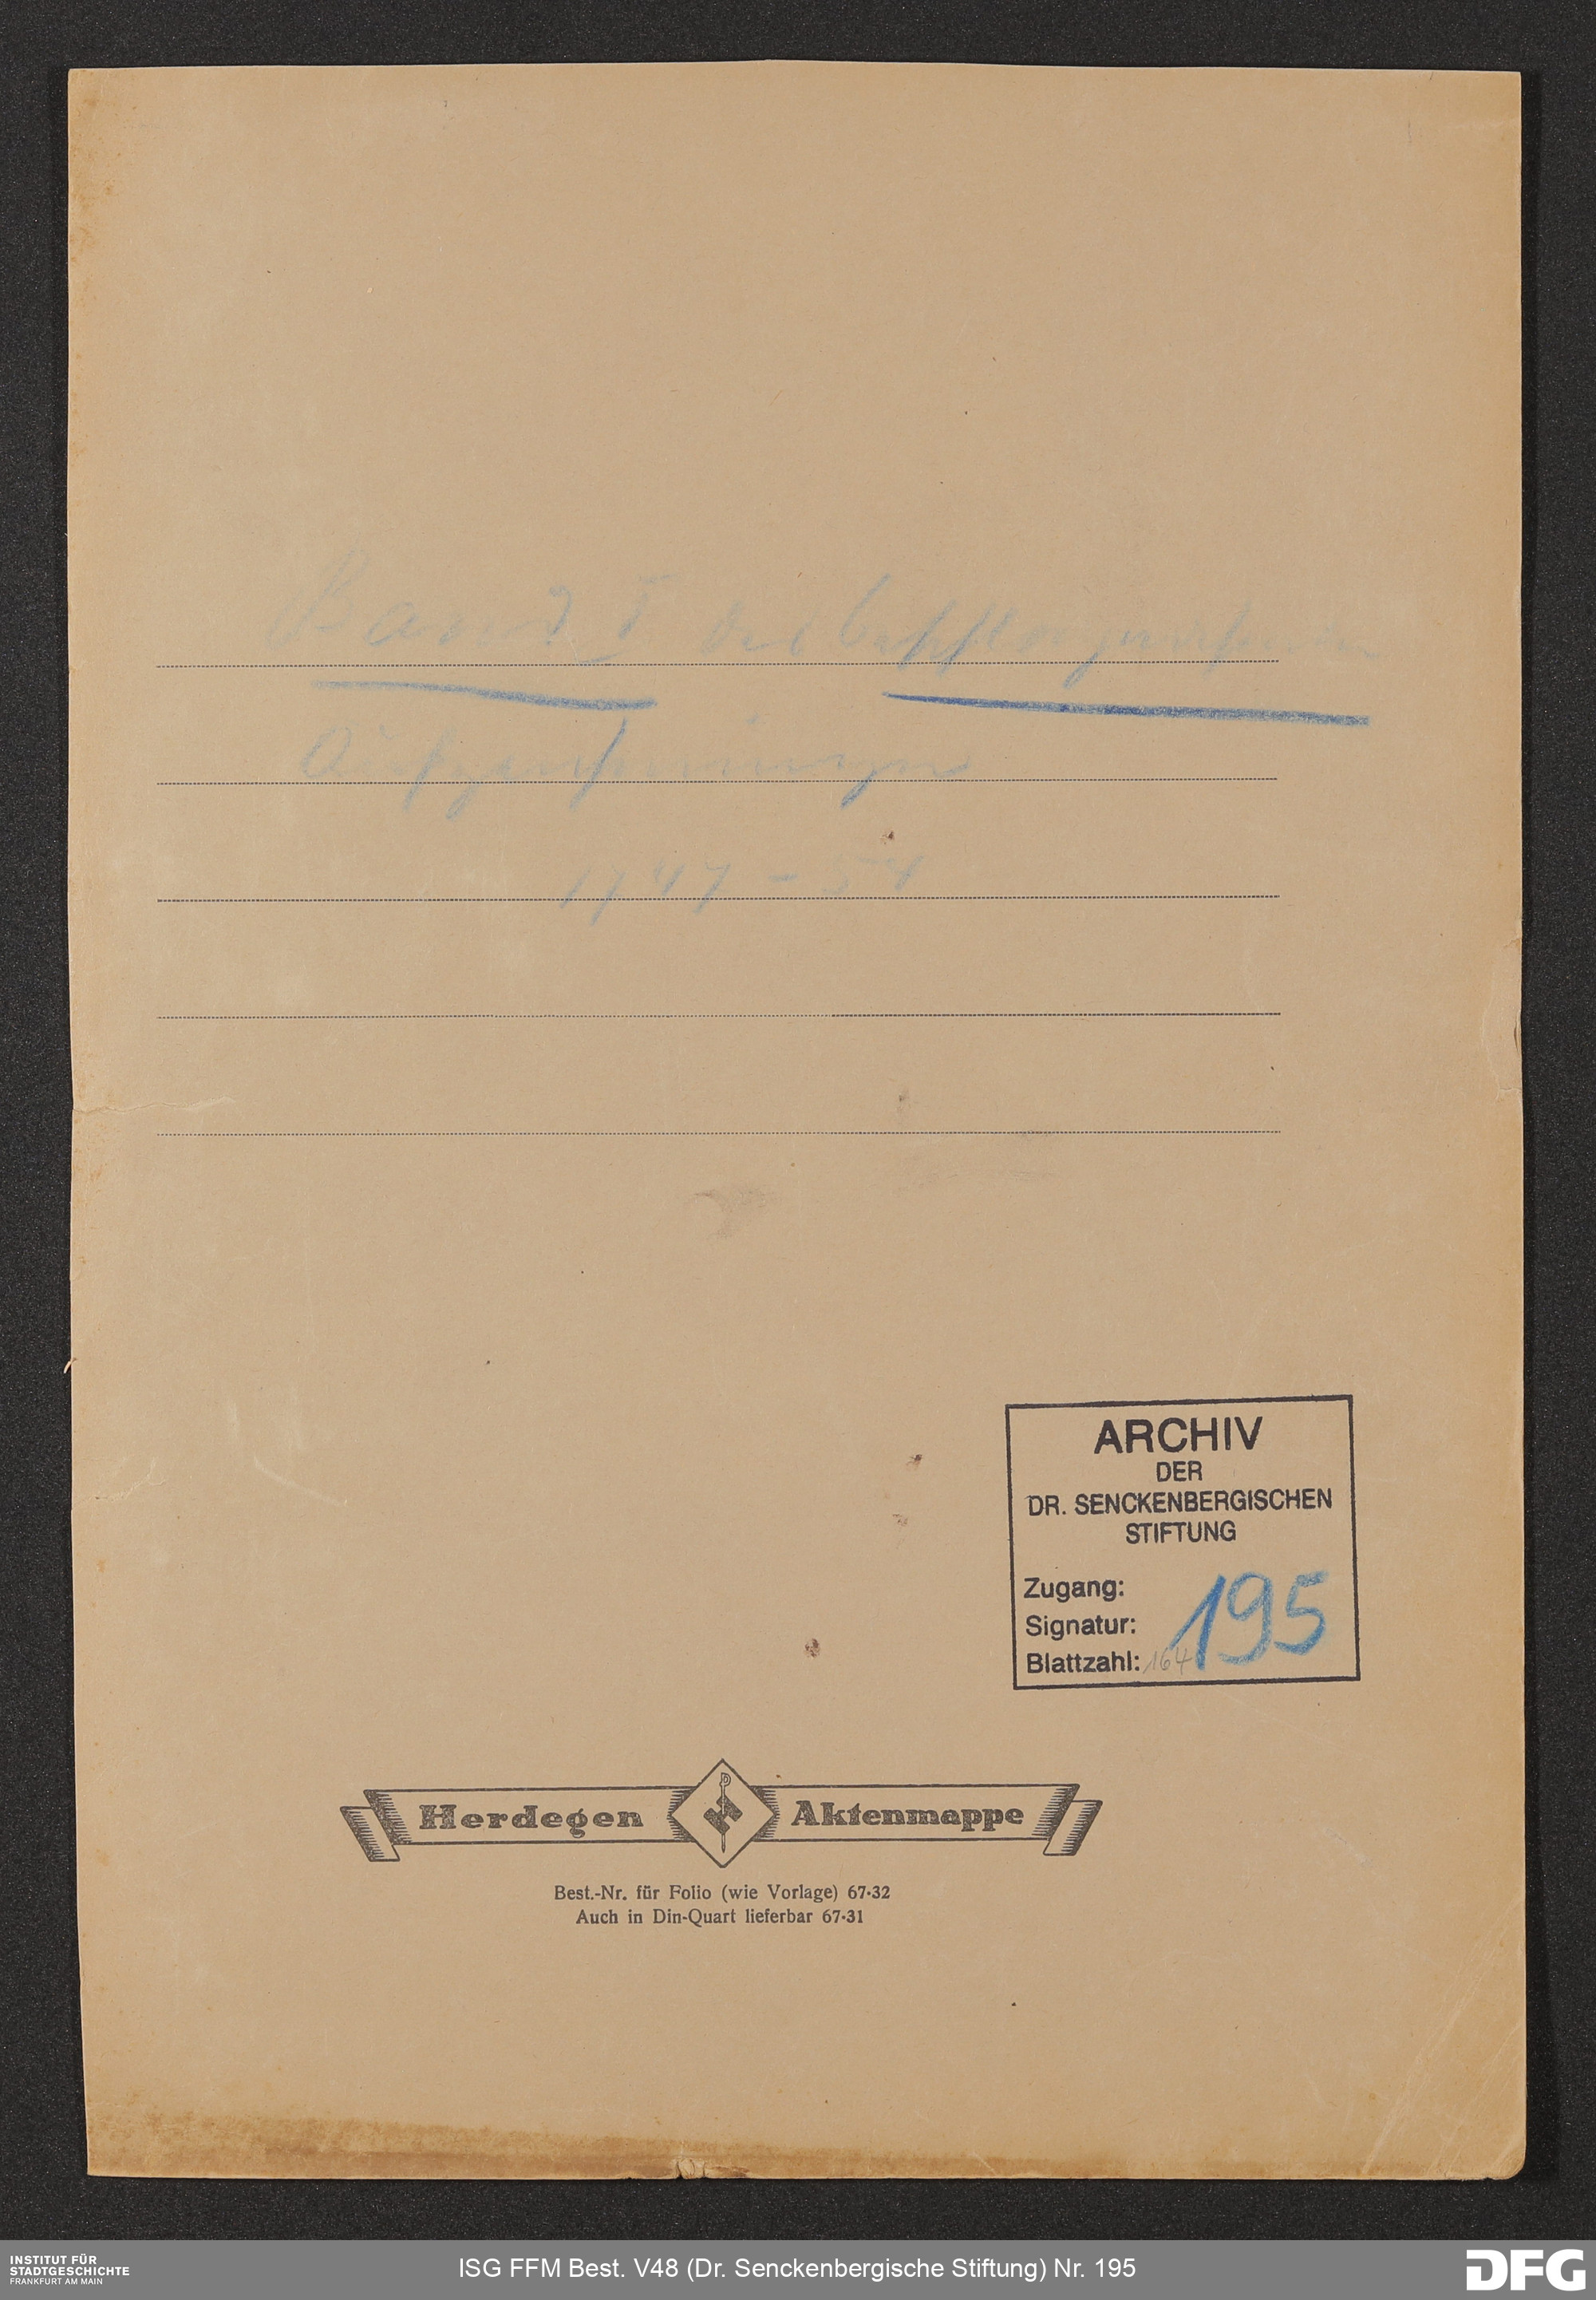 Band I des
Aufzeichnungen
1747 - 54
ARCHIV
DER
DR. SENCKENBERGISCHEN
STIFTUNG
Zugang:
Signatur: 195
Blattzahl: 164
Herdegen Aktenmappe
Best.-Nr. für Folio (wie Vorlage) 67·32
Auch in Din-Quart lieferbar 67·31
INSTITUT FÜR
STADTGESCHICHTE
FRANKFURT AM MAIN
ISG FFM Best. V48 (Dr. Senckenbergische Stiftung) Nr. 195
DFG